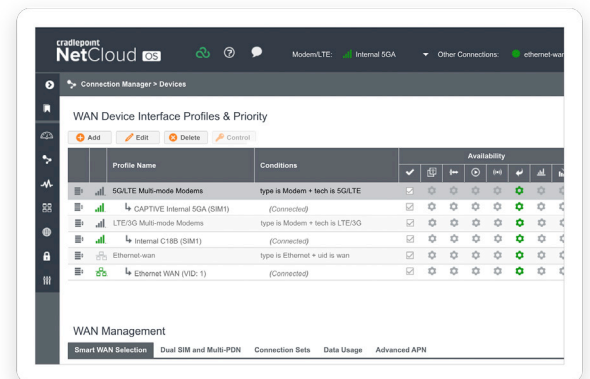 cradlepoint
NetCloud OS
Modem/LTE: Internal 5GA Other Connections: ethernet-wan
Connection Manager > Devices
WAN Device Interface Profiles & Priority
Add Edit Delete Control
Availability
Profile Name Conditions
5G/LTE Multi-mode Modems type is Modem + tech is 5G/LTE
CAPTIVE Internal 5GA (SIM1) (Connected)
LTE/3G Multi-mode Modems type is Modem + tech is LTE/3G
Internal C18B (SIM1) (Connected)
Ethernet-wan type is Ethernet + uid is wan
Ethernet WAN (VID: 1) (Connected)
WAN Management
Smart WAN Selection Dual SIM and Multi-PDN Connection Sets Data Usage Advanced APN